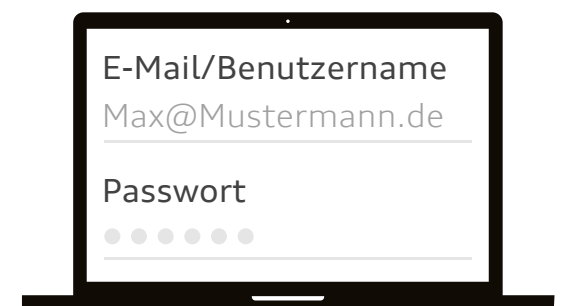 E-Mail/Benutzername
Max@Mustermann.de
Passwort
●●●●●●